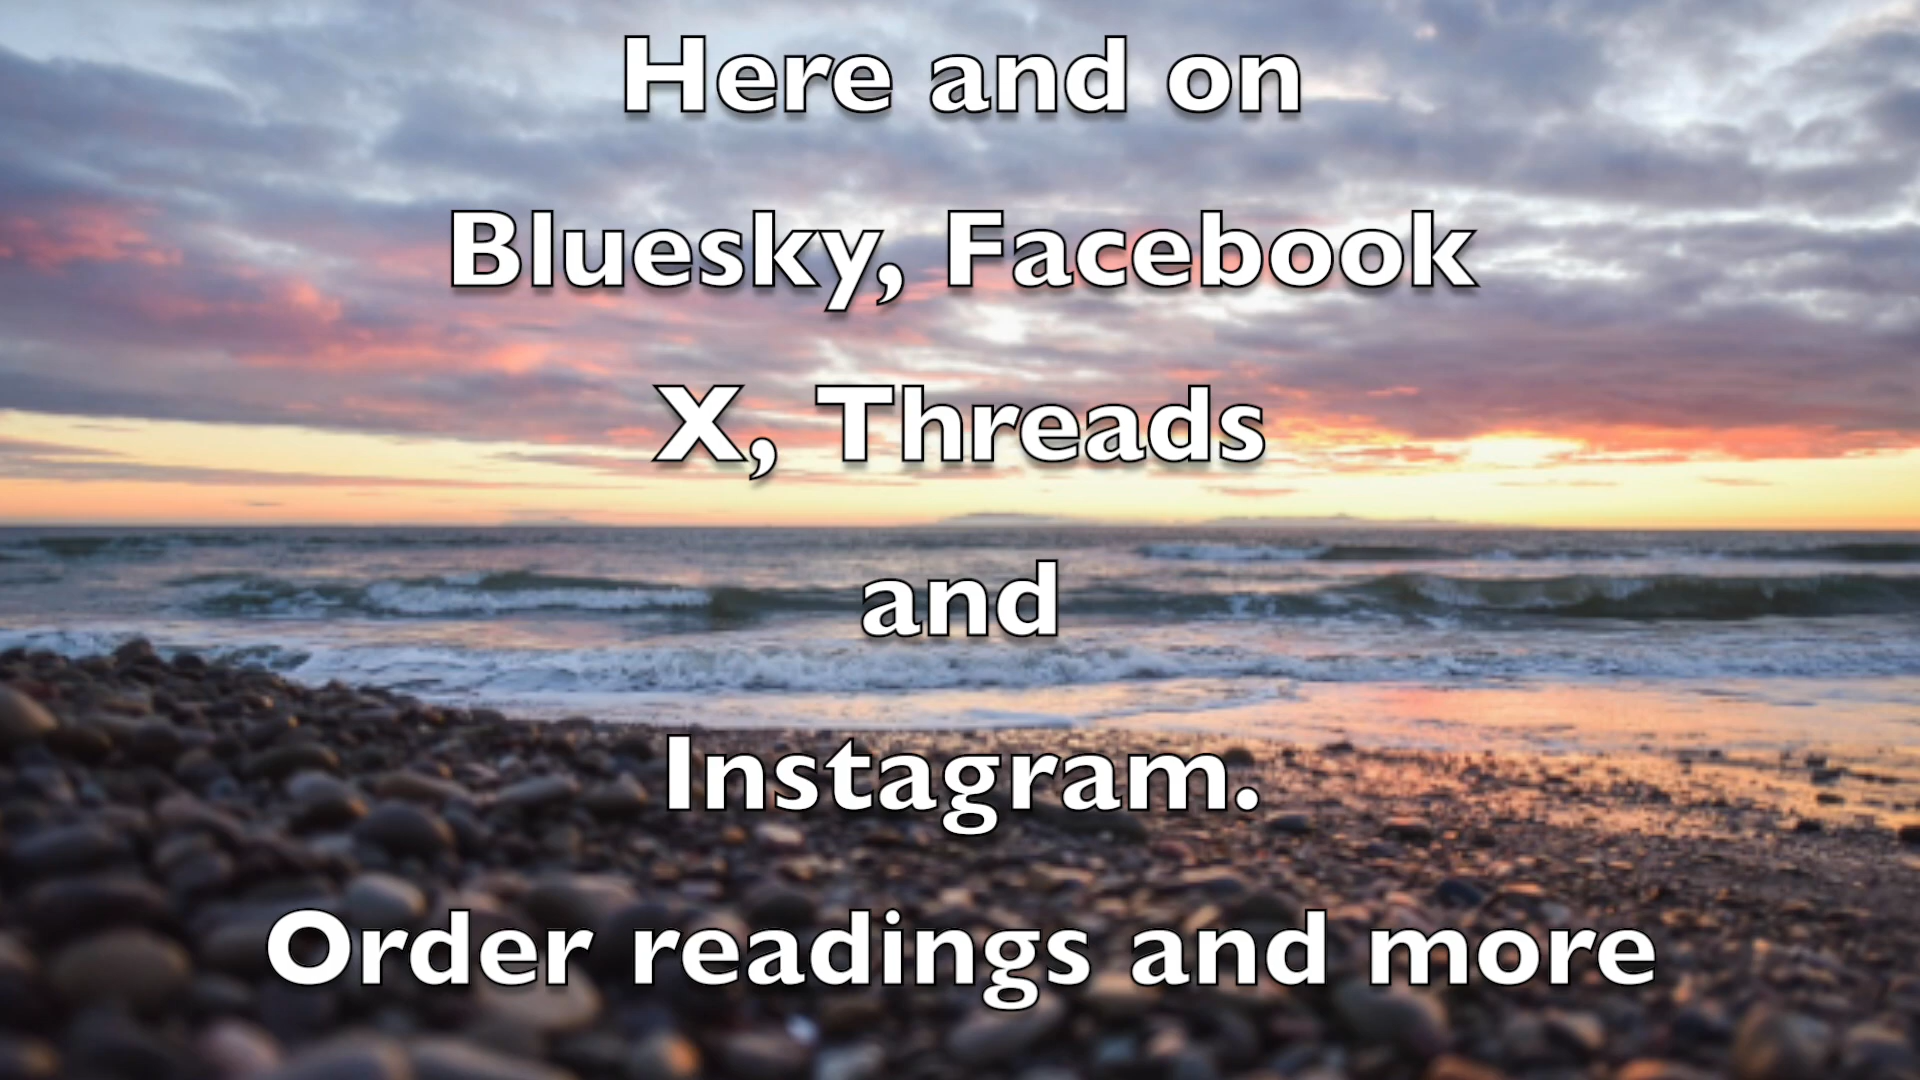 Here and on
Bluesky, Facebook
X, Threads
and
Instagram.
Order readings and more